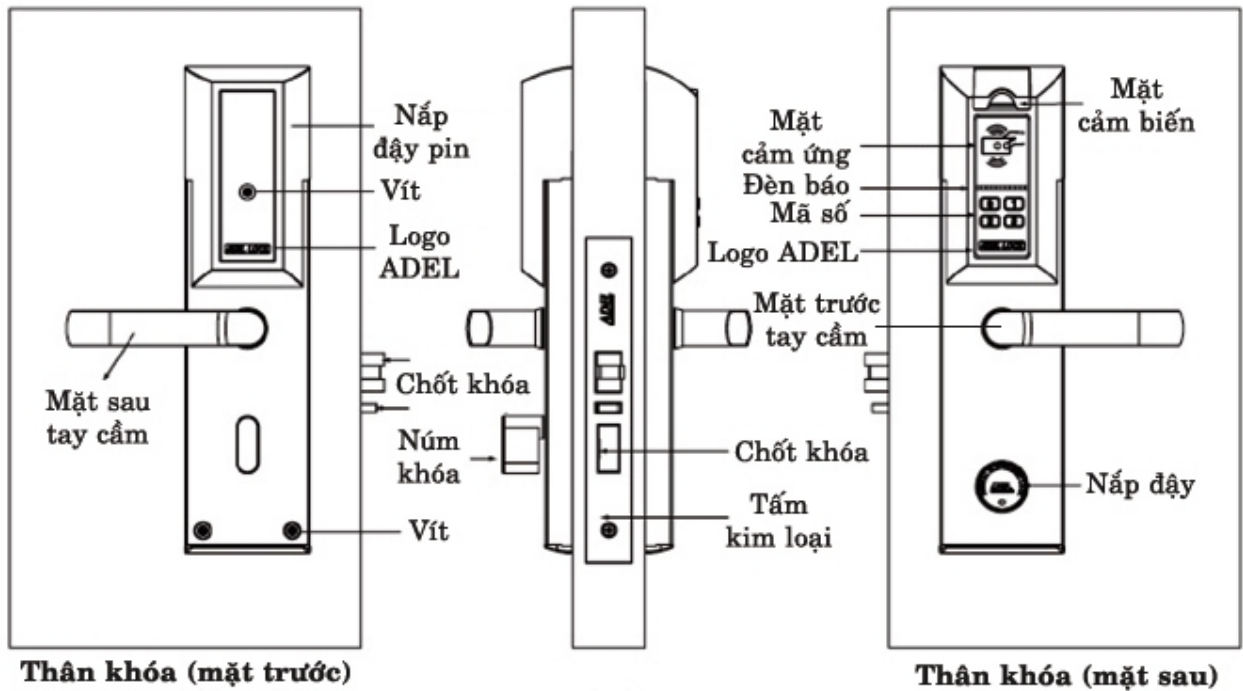 Nắp
đậy pin
Vít
Logo
ADEL
Mặt sau
tay cầm
Chốt khóa
Vít
Thân khóa (mặt trước)
Núm
khóa
ADEL
Chốt khóa
Tấm
kim loại
Mặt
cảm biến
Mặt
cảm ứng
Đèn báo
Mã số
Logo ADEL
Mặt trước
tay cầm
Nắp đậy
Thân khóa (mặt sau)